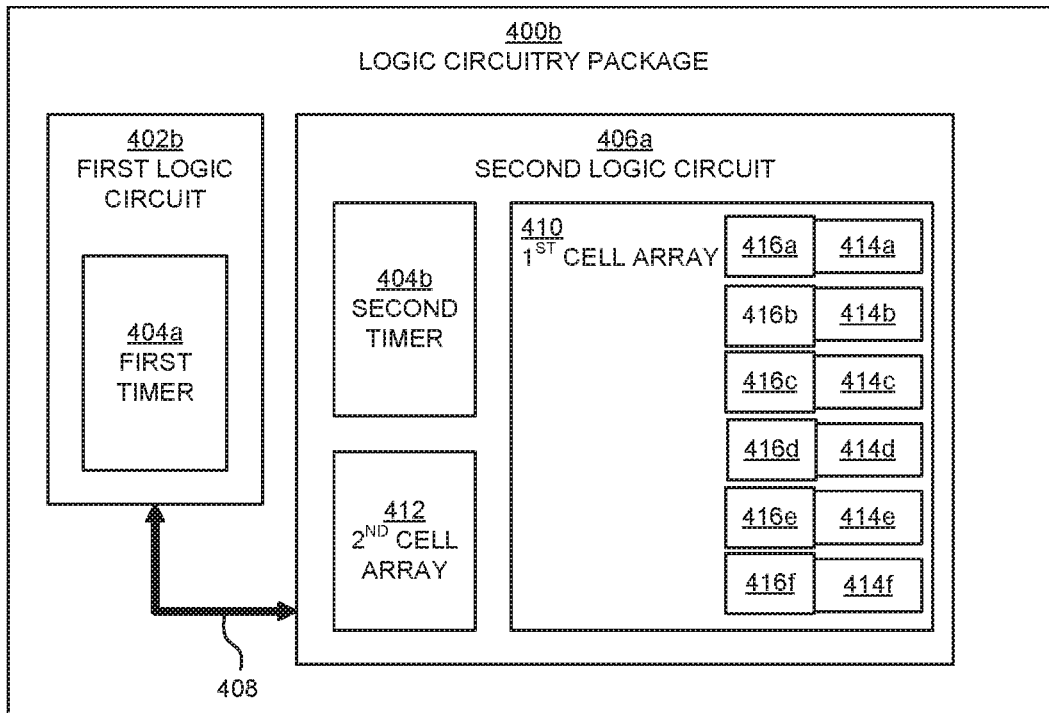 400b
LOGIC CIRCUITRY PACKAGE
402b
FIRST LOGIC
CIRCUIT
404a
FIRST
TIMER
406a
SECOND LOGIC CIRCUIT
404b
SECOND
TIMER
412
2ND CELL
ARRAY
410
1ST CELL ARRAY
416a 414a
416b 414b
416c 414c
416d 414d
416e 414e
416f 414f
408